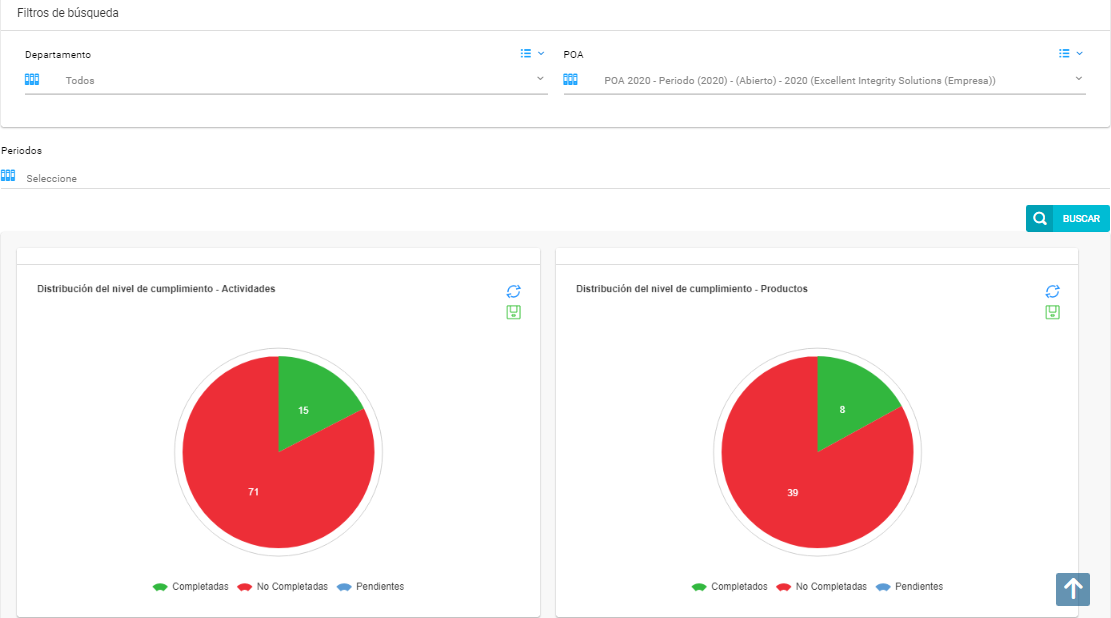 Filtros de búsqueda
Departamento
POA
Todos
POA 2020 - Periodo (2020) - (Abierto) - 2020 (Excellent Integrity Solutions (Empresa))
Periodos
Seleccione
BUSCAR
Distribución del nivel de cumplimiento - Actividades
15
71
Completadas No Completadas Pendientes
Distribución del nivel de cumplimiento - Productos
8
39
Completados No Completadas Pendientes